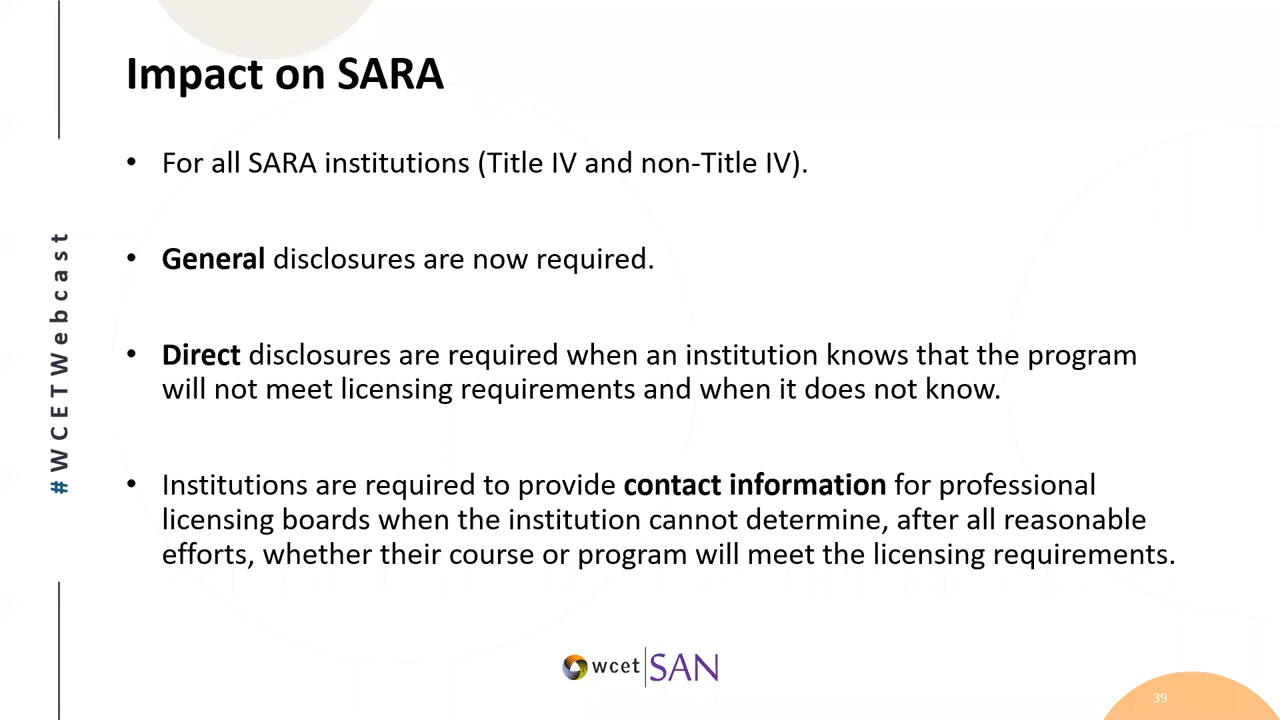 Impact on SARA
• For all SARA institutions (Title IV and non-Title IV).
• General disclosures are now required.
• Direct disclosures are required when an institution knows that the program
will not meet licensing requirements and when it does not know.
• Institutions are required to provide contact information for professional
licensing boards when the institution cannot determine, after all reasonable
efforts, whether their course or program will meet the licensing requirements.
#WCETWebcast
wcet SAN
39